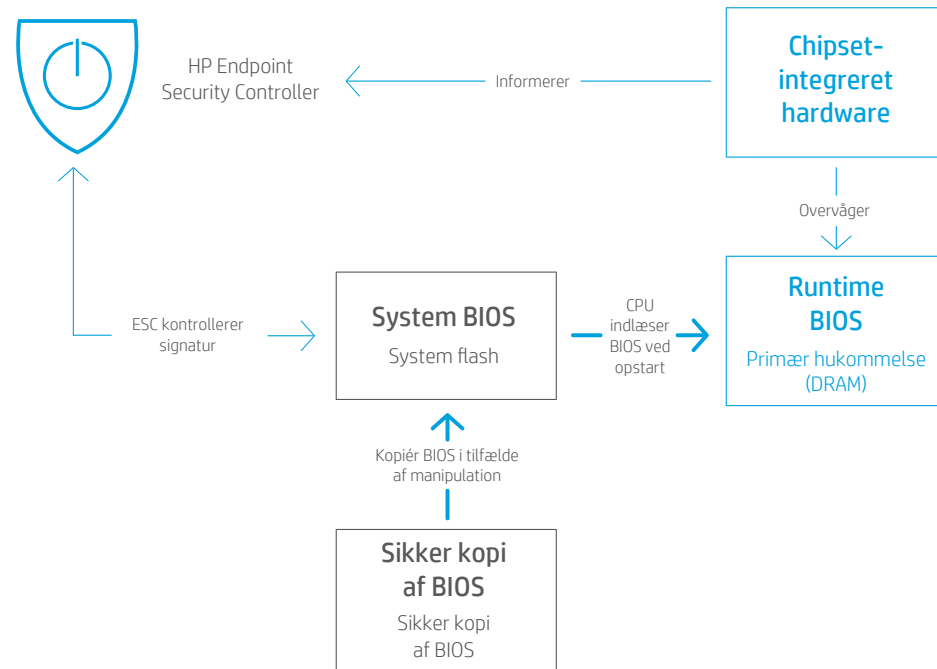 HP Endpoint
Security Controller
Informerer
Chipset-
integreret
hardware
Overvåger
ESC kontrollerer
signatur
System BIOS
System flash
CPU
indlæser
BIOS ved
opstart
Runtime
BIOS
Primær hukommelse
(DRAM)
Kopiér BIOS i tilfælde
af manipulation
Sikker kopi
af BIOS
Sikker kopi
af BIOS